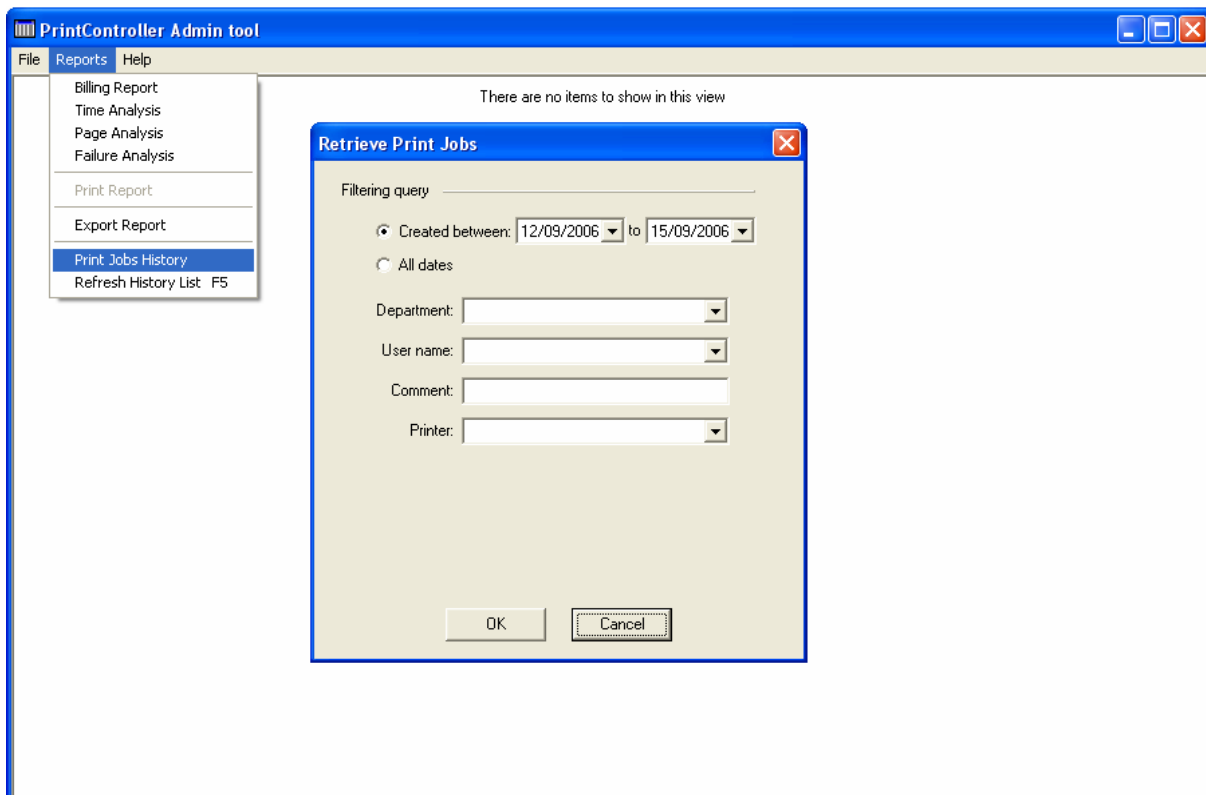 PrintController Admin tool
File Reports Help
Billing Report
Time Analysis
Page Analysis
Failure Analysis
Print Report
Export Report
Print Jobs History
Refresh History List F5
There are no items to show in this view
Retrieve Print Jobs
Filtering query
Created between: 12/09/2006 to 15/09/2006
All dates
Department:
User name:
Comment:
Printer:
OK Cancel